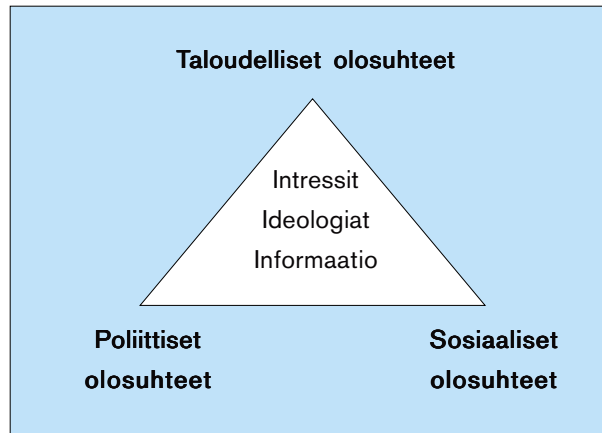 Taloudelliset olosuhteet
Intressit
Ideologiat
Informaatio
Poliittiset
olosuhteet
Sosiaaliset
olosuhteet